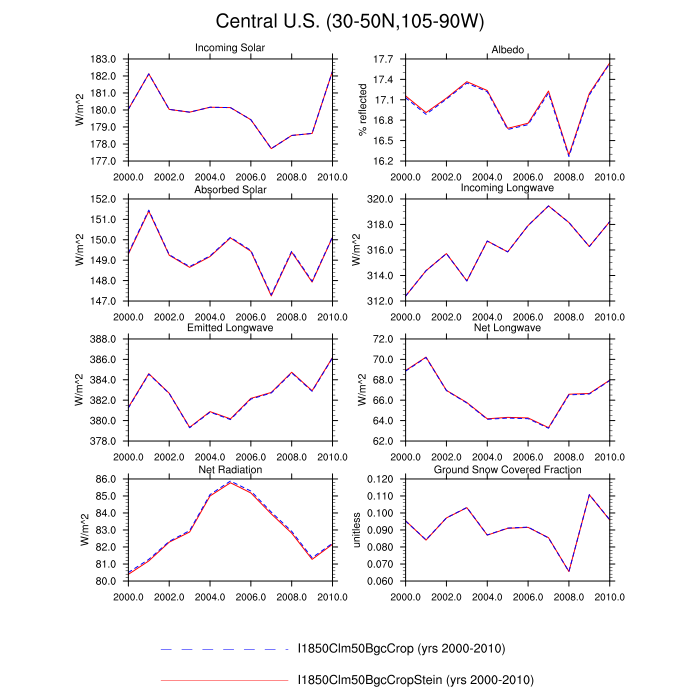 Central U.S. (30-50N,105-90W)
Incoming Solar
W/m^2
183.0
182.0
181.0
180.0
179.0
178.0
177.0
2000.0 2002.0 2004.0 2006.0 2008.0 2010.0
Albedo
% reflected
17.7
17.4
17.1
16.8
16.5
16.2
2000.0 2002.0 2004.0 2006.0 2008.0 2010.0
Absorbed Solar
W/m^2
152.0
151.0
150.0
149.0
148.0
147.0
2000.0 2002.0 2004.0 2006.0 2008.0 2010.0
Incoming Longwave
W/m^2
320.0
318.0
316.0
314.0
312.0
2000.0 2002.0 2004.0 2006.0 2008.0 2010.0
Emitted Longwave
W/m^2
388.0
386.0
384.0
382.0
380.0
378.0
2000.0 2002.0 2004.0 2006.0 2008.0 2010.0
Net Longwave
W/m^2
72.0
70.0
68.0
66.0
64.0
62.0
2000.0 2002.0 2004.0 2006.0 2008.0 2010.0
Net Radiation
W/m^2
86.0
85.0
84.0
83.0
82.0
81.0
80.0
2000.0 2002.0 2004.0 2006.0 2008.0 2010.0
Ground Snow Covered Fraction
unitless
0.120
0.110
0.100
0.090
0.080
0.070
0.060
2000.0 2002.0 2004.0 2006.0 2008.0 2010.0
I1850Clm50BgcCrop (yrs 2000-2010)
I1850Clm50BgcCropStein (yrs 2000-2010)